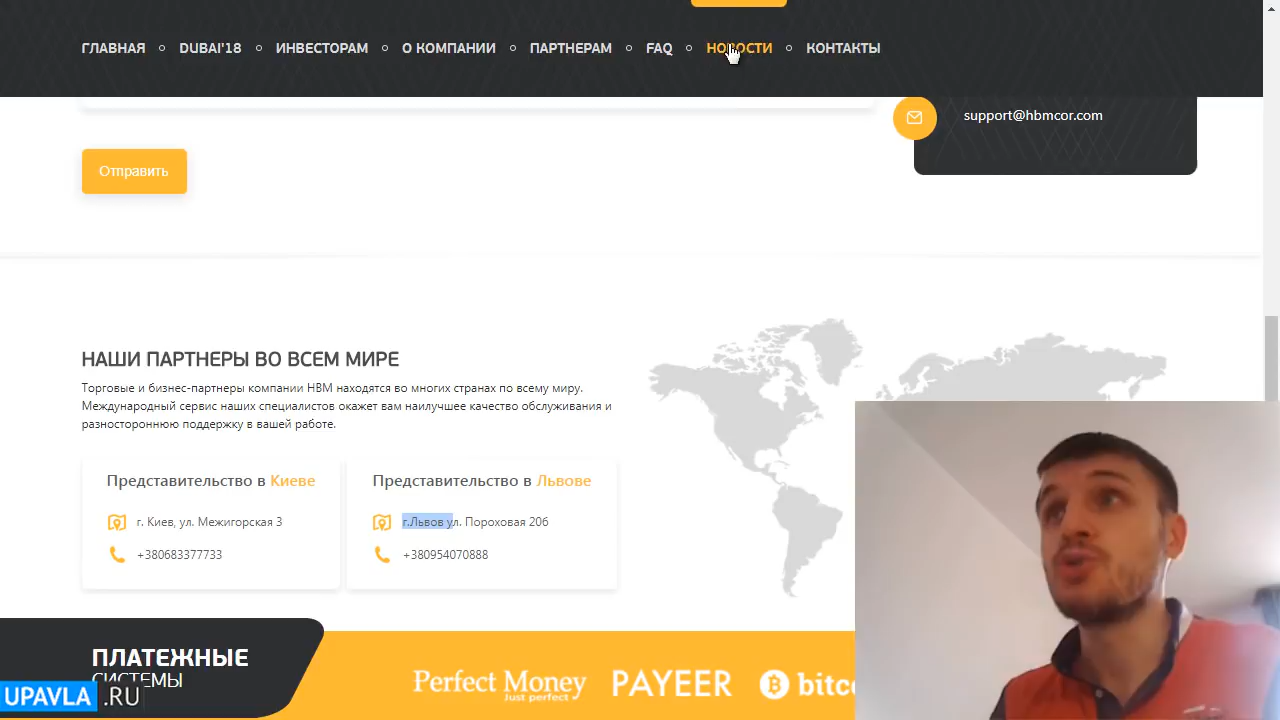 ГЛАВНАЯ DUBAI'18 ИНВЕСТОРАМ О КОМПАНИИ ПАРТНЕРАМ FAQ НОВОСТИ КОНТАКТЫ
support@hbmcor.com
Отправить
НАШИ ПАРТНЕРЫ ВО ВСЕМ МИРЕ
Торговые и бизнес-партнеры компании HBM находятся во многих странах по всему миру.
Международный сервис наших специалистов окажет вам наилучшее качество обслуживания и
разностороннюю поддержку в вашей работе.
Представительство в Киеве
г. Киев, ул. Межигорская 3
+380683377733
Представительство в Львове
г.Львов ул. Пороховая 20б
+380954070888
ПЛАТЕЖНЫЕ
СИСТЕМЫ
Perfect Money
Just perfect
PAYEER
bitc
UPAVLA.RU